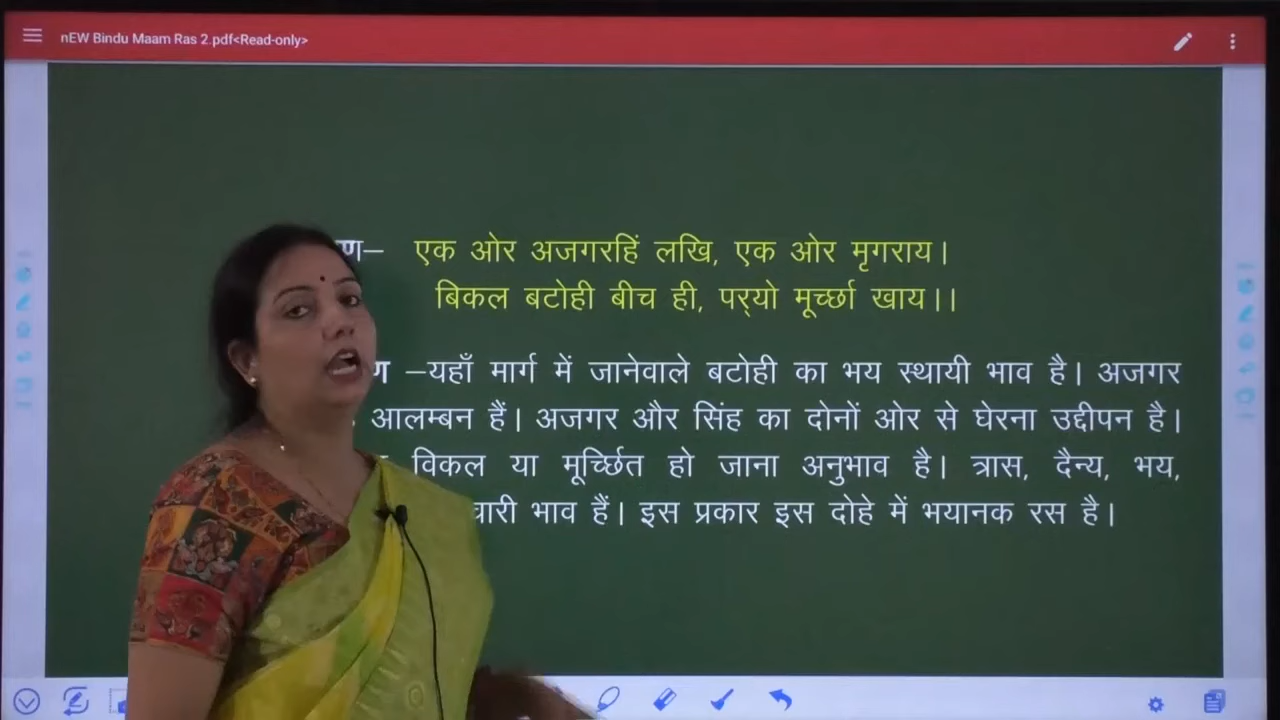 nEW Bindu Maam Ras 2.pdf<Read-only>
ण– एक ओर अजगरहिं लखि, एक ओर मृगराय।
बिकल बटोही बीच ही, पर्‌यो मूर्च्छा खाय।।
ण –यहाँ मार्ग में जानेवाले बटोही का भय स्थायी भाव है। अजगर
आलम्बन हैं। अजगर और सिंह का दोनों ओर से घेरना उद्दीपन है।
विकल या मूर्च्छित हो जाना अनुभाव है। त्रास, दैन्य, भय,
चारी भाव हैं। इस प्रकार इस दोहे में भयानक रस है।